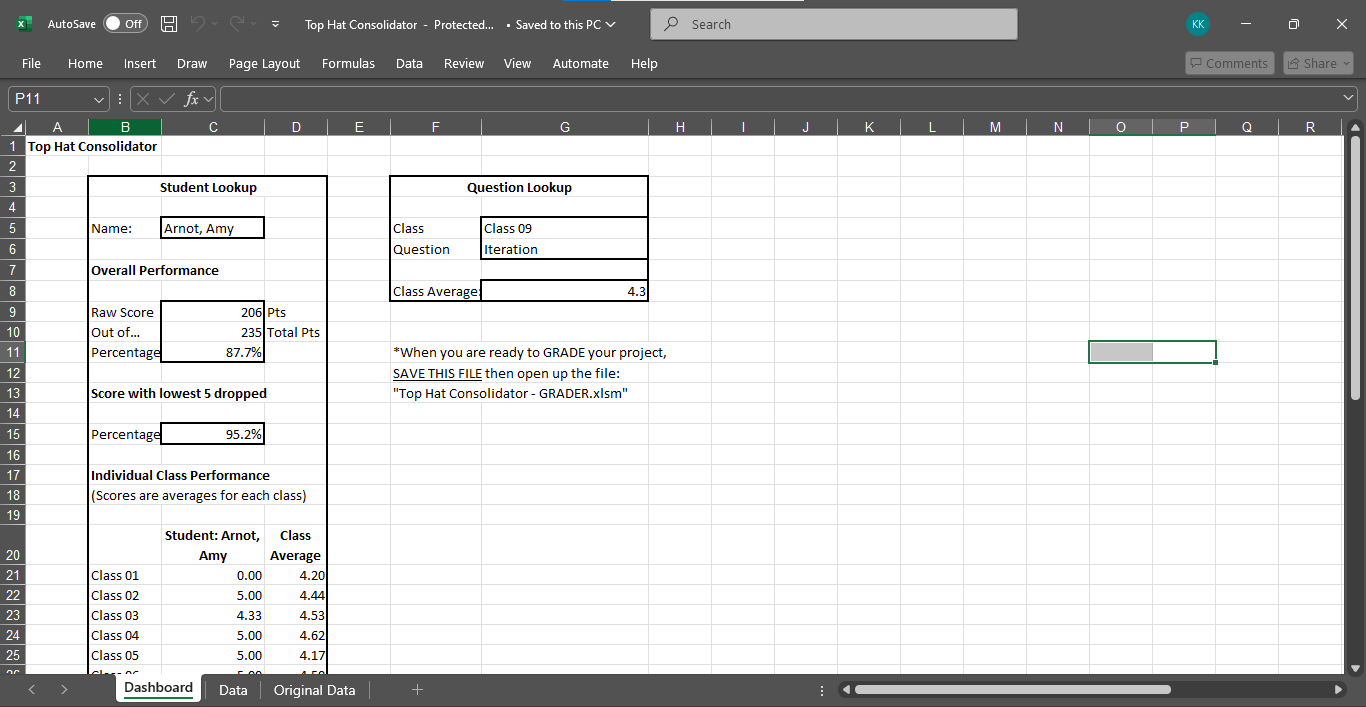 AutoSave Off Top Hat Consolidator - Protected... • Saved to this PC Search KK
File Home Insert Draw Page Layout Formulas Data Review View Automate Help Comments Share
P11 fx
A B C D E F G H I J K L M N O P Q R
1 Top Hat Consolidator
2
3 Student Lookup Question Lookup
4
5 Name: Arnot, Amy Class Class 09
6 Question Iteration
7 Overall Performance
8 Class Average: 4.3
9 Raw Score 206 Pts
10 Out of... 235 Total Pts
11 Percentage 87.7% *When you are ready to GRADE your project,
12 SAVE THIS FILE then open up the file:
13 Score with lowest 5 dropped "Top Hat Consolidator - GRADER.xlsm"
14
15 Percentage 95.2%
16
17 Individual Class Performance
18 (Scores are averages for each class)
19
Student: Arnot, Class
20 Amy Average
21 Class 01 0.00 4.20
22 Class 02 5.00 4.44
23 Class 03 4.33 4.53
24 Class 04 5.00 4.62
25 Class 05 5.00 4.17
Dashboard Data Original Data